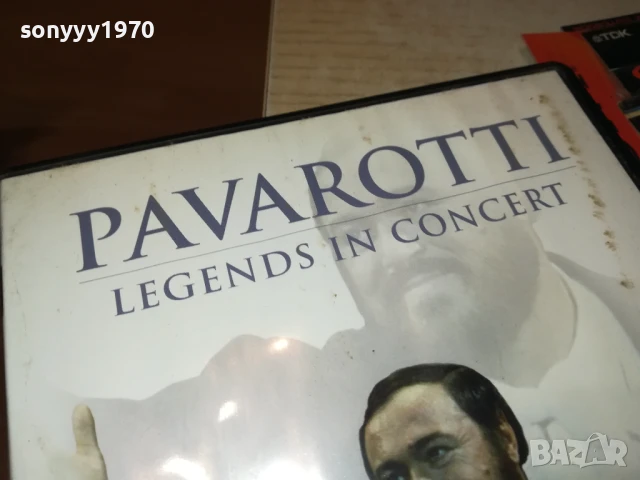 sonyyy1970
TDK
PAVAROTTI
LEGENDS IN CONCERT
BAZAR